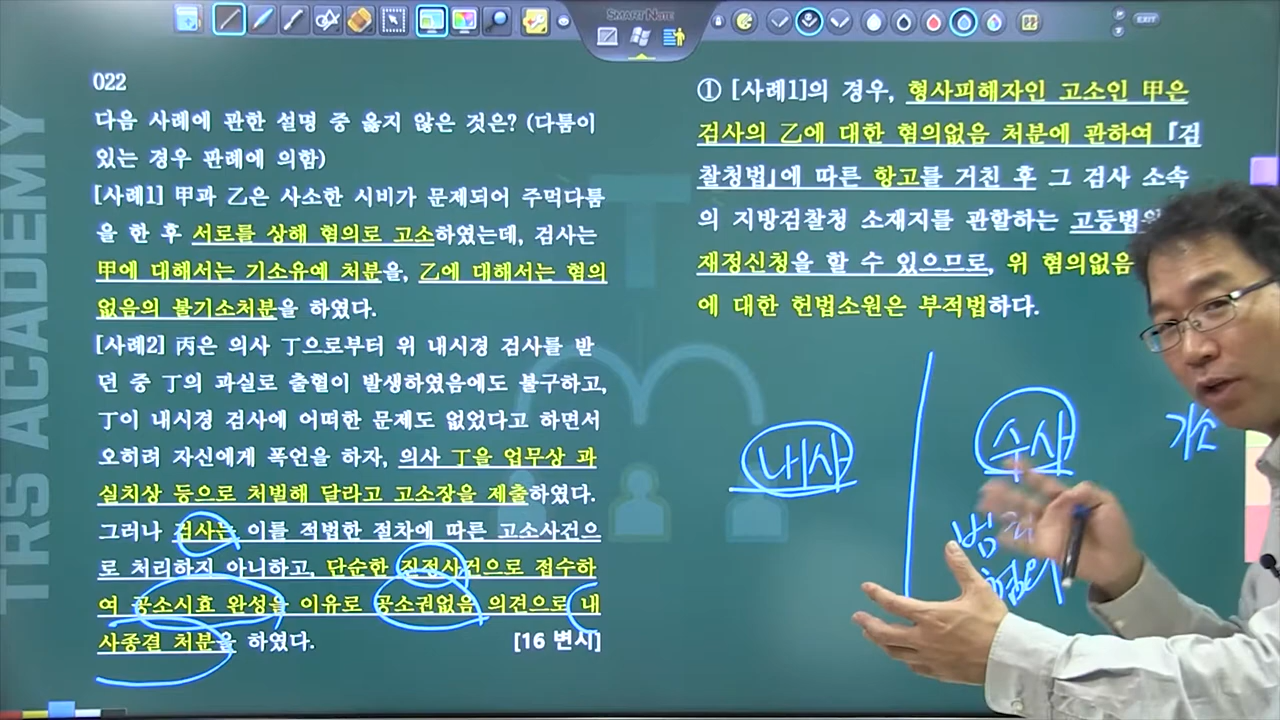 SMARTNOTE
EXIT
TRS ACADEMY
022
다음 사례에 관한 설명 중 옳지 않은 것은? (다툼이
있는 경우 판례에 의함)
[사례1] 甲과 乙은 사소한 시비가 문제되어 주먹다툼
을 한 후 서로를 상해 혐의로 고소하였는데, 검사는
甲에 대해서는 기소유예 처분을, 乙에 대해서는 혐의
없음의 불기소처분을 하였다.
[사례2] 丙은 의사 丁으로부터 위 내시경 검사를 받
던 중 丁의 과실로 출혈이 발생하였음에도 불구하고,
丁이 내시경 검사에 어떠한 문제도 없었다고 하면서
오히려 자신에게 폭언을 하자, 의사 丁을 업무상 과
실치상 등으로 처벌해 달라고 고소장을 제출하였다.
그러나 검사는 이를 적법한 절차에 따른 고소사건으
로 처리하지 아니하고, 단순한 진정사건으로 접수하
여 공소시효 완성을 이유로 공소권없음 의견으로 내
사종결 처분을 하였다. [16 변시]
① [사례1]의 경우, 형사피해자인 고소인 甲은
검사의 乙에 대한 혐의없음 처분에 관하여 「검
찰청법」에 따른 항고를 거친 후 그 검사 소속
의 지방검찰청 소재지를 관할하는 고등법
재정신청을 할 수 있으므로, 위 혐의없음
에 대한 헌법소원은 부적법하다.
내사
수사
기소
범
혐의